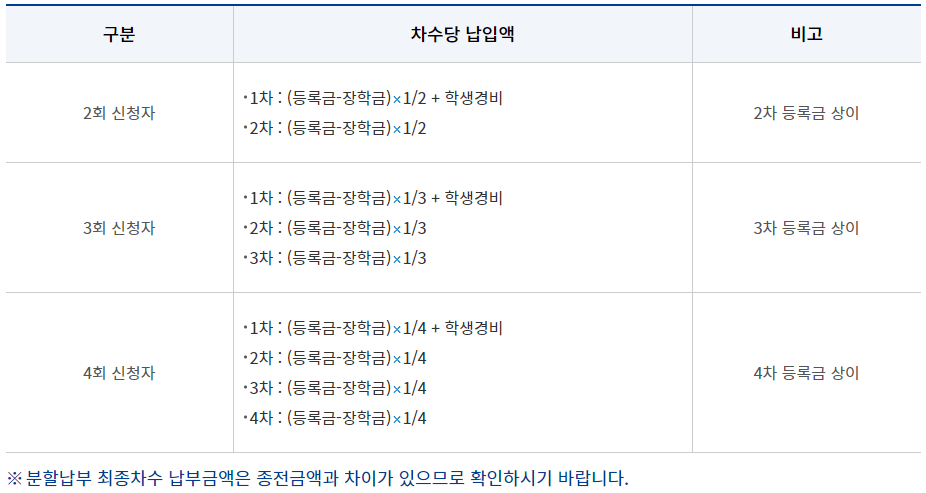 구분 차수당 납입액 비고
2회 신청자
·1차 : (등록금-장학금)×1/2 + 학생경비
·2차 : (등록금-장학금)×1/2
2차 등록금 상이
3회 신청자
·1차 : (등록금-장학금)×1/3 + 학생경비
·2차 : (등록금-장학금)×1/3
·3차 : (등록금-장학금)×1/3
3차 등록금 상이
4회 신청자
·1차 : (등록금-장학금)×1/4 + 학생경비
·2차 : (등록금-장학금)×1/4
·3차 : (등록금-장학금)×1/4
·4차 : (등록금-장학금)×1/4
4차 등록금 상이
※ 분할납부 최종차수 납부금액은 종전금액과 차이가 있으므로 확인하시기 바랍니다.